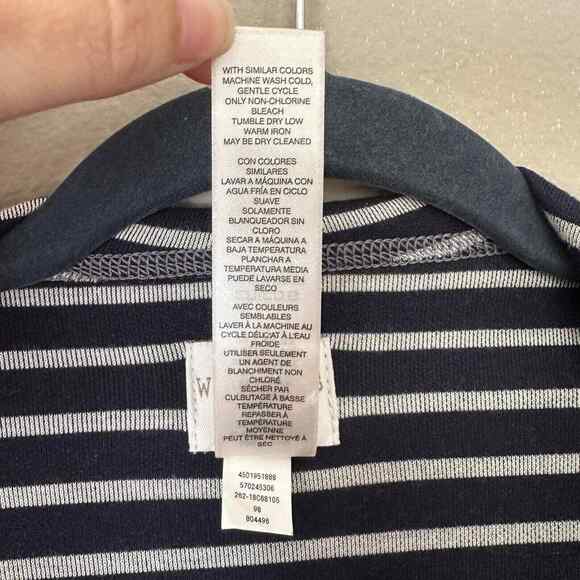 WITH SIMILAR COLORS
MACHINE WASH COLD,
GENTLE CYCLE
ONLY NON-CHLORINE
BLEACH
TUMBLE DRY LOW
WARM IRON
MAY BE DRY CLEANED
CON COLORES
SIMILARES
LAVAR A MÁQUINA CON
AGUA FRÍA EN CICLO
SUAVE
SOLAMENTE
BLANQUEADOR SIN
CLORO
SECAR A MÁQUINA A
BAJA TEMPERATURA
PLANCHAR A
TEMPERATURA MEDIA
PUEDE LAVARSE EN
SECO
AVEC COULEURS
SEMBLABLES
LAVER À LA MACHINE AU
CYCLE DÉLICAT À L'EAU
FROIDE
UTILISER SEULEMENT
UN AGENT DE
BLANCHIMENT NON
CHLORÉ
SÉCHER PAR
CULBUTAGE À BASSE
TEMPÉRATURE
REPASSER À
TEMPÉRATURE
MOYENNE
PEUT ÊTRE NETTOYÉ À
SEC
W
4501951888
570245306
262-18C88105
98
804498